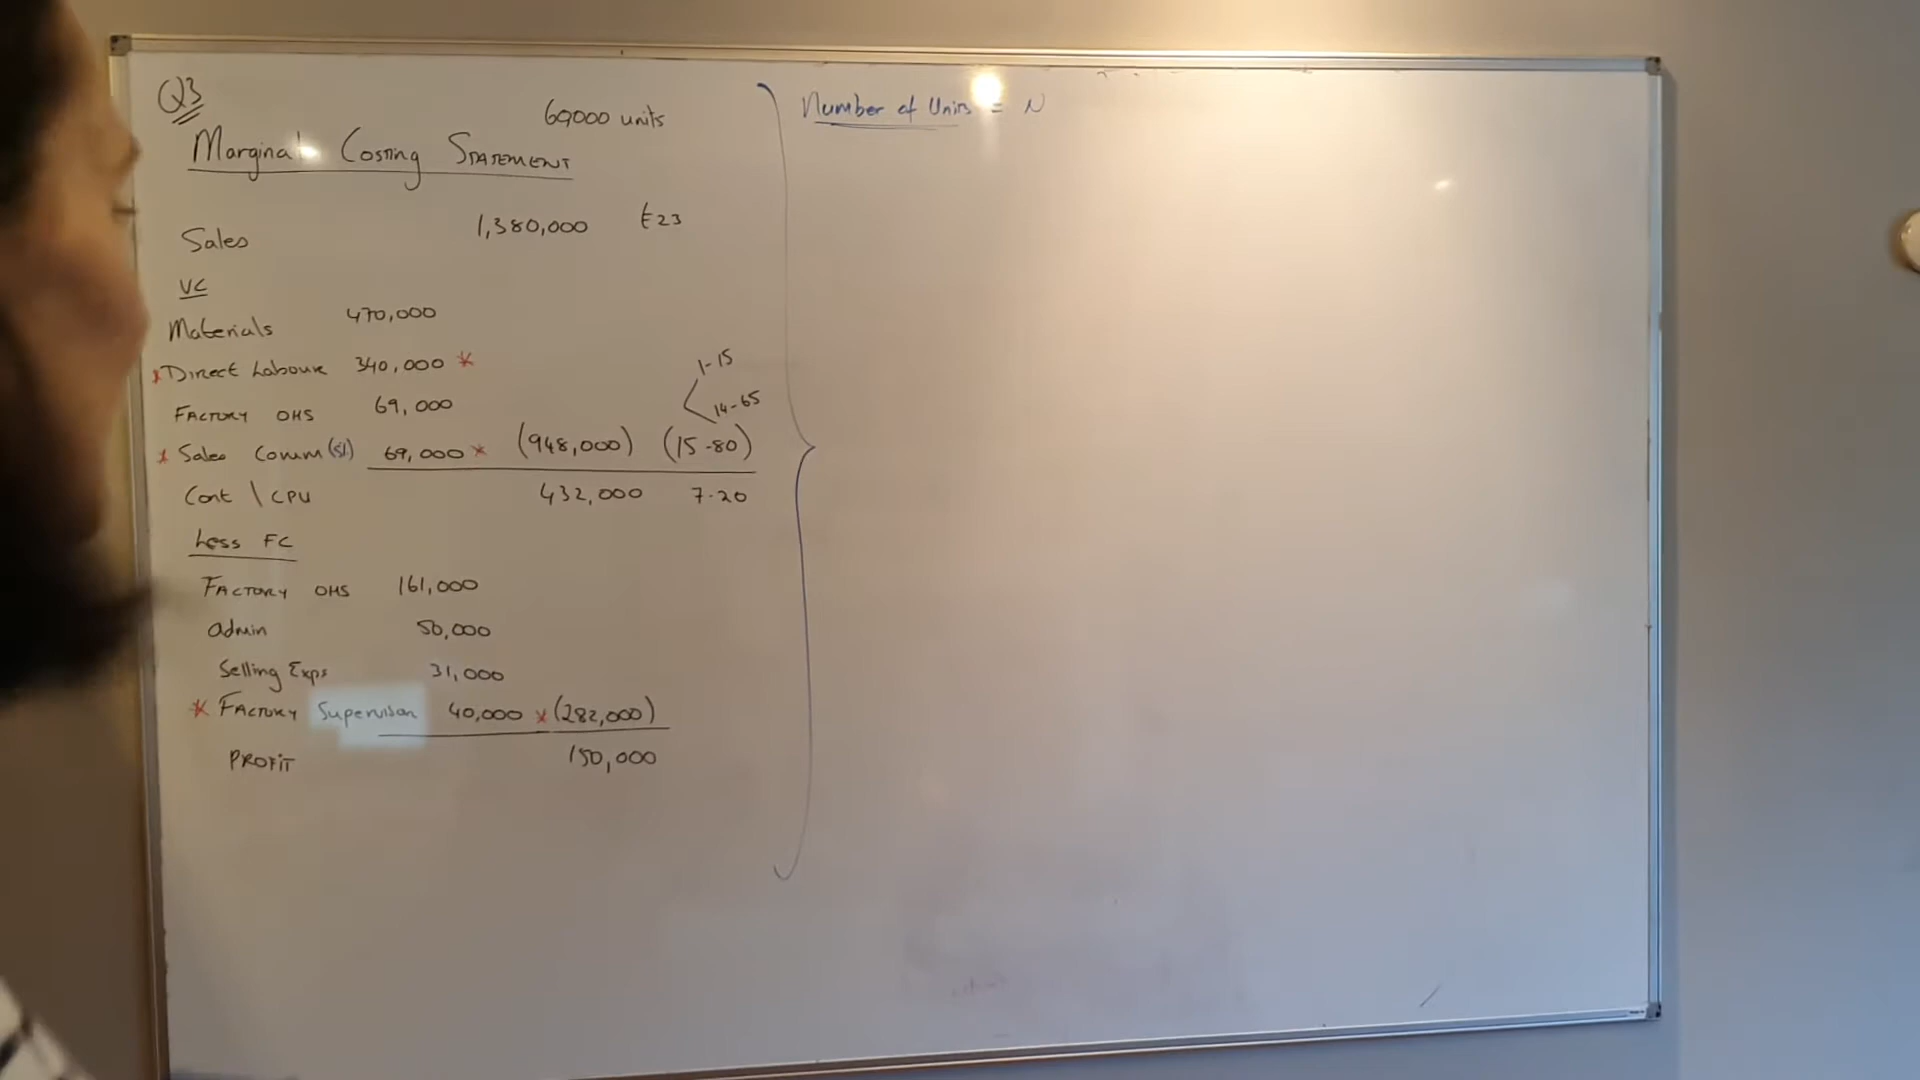 Q3
60000 units
Marginal Costing STATEMENT
Sales 1,380,000 £23
VC
Materials 470,000
* Direct Labour 340,000 *
1-15
FACTORY OHS 69,000
14-65
* Sales Comm (5%) 69,000 * (948,000) (15-80)
Cont \ CPU 432,000 7-20
Less FC
FACTORY OHS 161,000
admin 50,000
Selling Exps 31,000
* FACTORY Supervision 40,000 * (282,000)
PROFIT 150,000
Number of Units = N